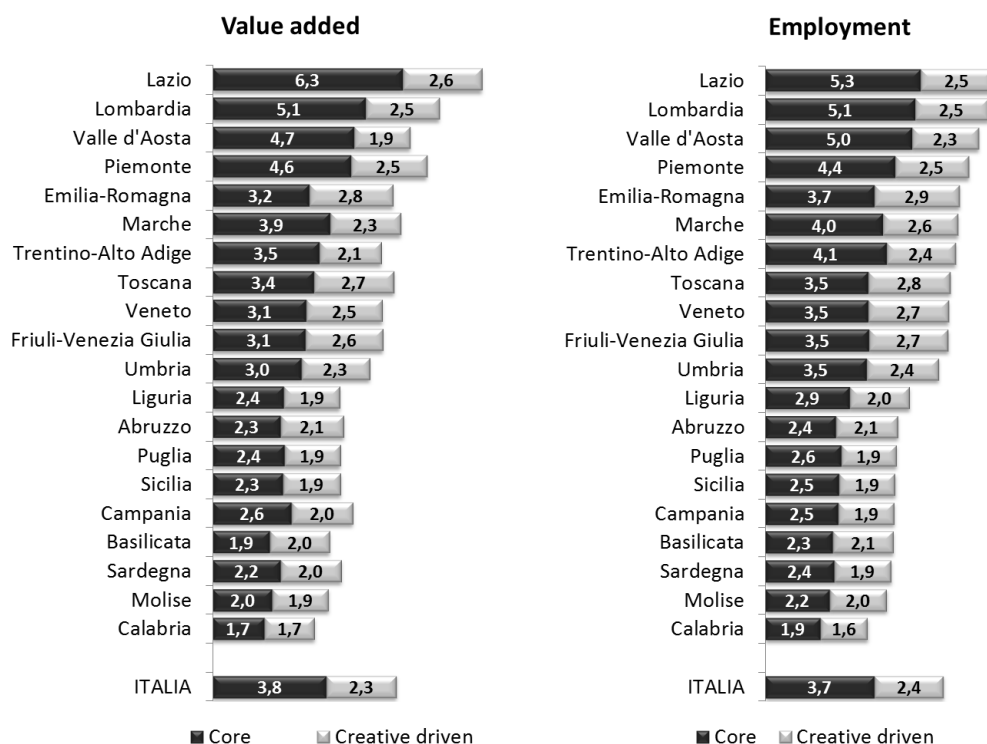 Value added
Lazio 6,3 2,6
Lombardia 5,1 2,5
Valle d'Aosta 4,7 1,9
Piemonte 4,6 2,5
Emilia-Romagna 3,2 2,8
Marche 3,9 2,3
Trentino-Alto Adige 3,5 2,1
Toscana 3,4 2,7
Veneto 3,1 2,5
Friuli-Venezia Giulia 3,1 2,6
Umbria 3,0 2,3
Liguria 2,4 1,9
Abruzzo 2,3 2,1
Puglia 2,4 1,9
Sicilia 2,3 1,9
Campania 2,6 2,0
Basilicata 1,9 2,0
Sardegna 2,2 2,0
Molise 2,0 1,9
Calabria 1,7 1,7
ITALIA 3,8 2,3
Core Creative driven
Employment
Lazio 5,3 2,5
Lombardia 5,1 2,5
Valle d'Aosta 5,0 2,3
Piemonte 4,4 2,5
Emilia-Romagna 3,7 2,9
Marche 4,0 2,6
Trentino-Alto Adige 4,1 2,4
Toscana 3,5 2,8
Veneto 3,5 2,7
Friuli-Venezia Giulia 3,5 2,7
Umbria 3,5 2,4
Liguria 2,9 2,0
Abruzzo 2,4 2,1
Puglia 2,6 1,9
Sicilia 2,5 1,9
Campania 2,5 1,9
Basilicata 2,3 2,1
Sardegna 2,4 1,9
Molise 2,2 2,0
Calabria 1,9 1,6
ITALIA 3,7 2,4
Core Creative driven